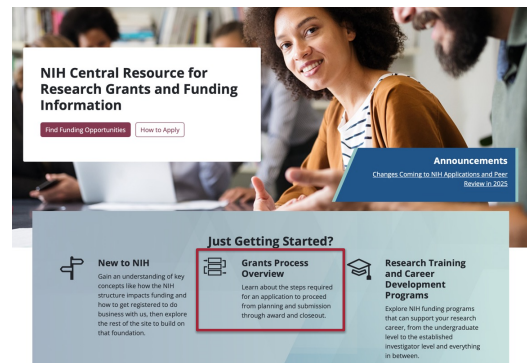 NIH Central Resource for
Research Grants and Funding
Information
Find Funding Opportunities
How to Apply
Announcements
Changes Coming to NIH Applications and Peer
Review in 2025
Just Getting Started?
New to NIH
Gain an understanding of key
concepts like how the NIH
structure impacts funding and
how to get registered to do
business with us, then explore
the rest of the site to build on
that foundation.
Grants Process
Overview
Learn about the steps required
for an application to proceed
from planning and submission
through award and closeout.
Research Training
and Career
Development
Programs
Explore NIH funding programs
that can support your research
career, from the undergraduate
level to the established
investigator level and everything
in between.